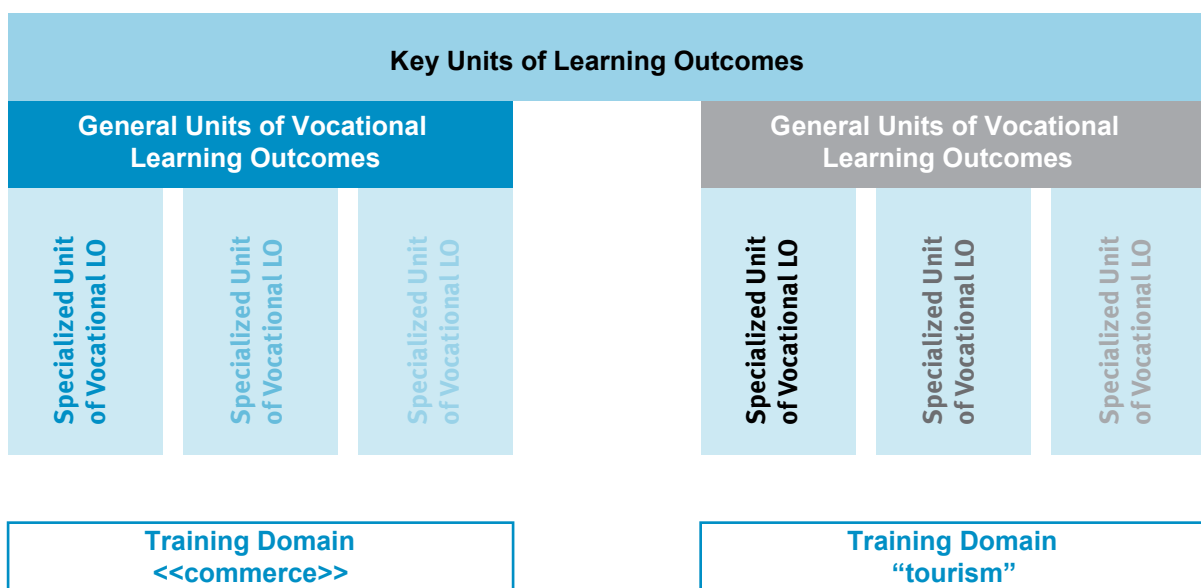 Key Units of Learning Outcomes
General Units of Vocational
Learning Outcomes
General Units of Vocational
Learning Outcomes
Specialized Unit
of Vocational LO
Specialized Unit
of Vocational LO
Specialized Unit
of Vocational LO
Specialized Unit
of Vocational LO
Specialized Unit
of Vocational LO
Specialized Unit
of Vocational LO
Training Domain
<<commerce>>
Training Domain
“tourism”